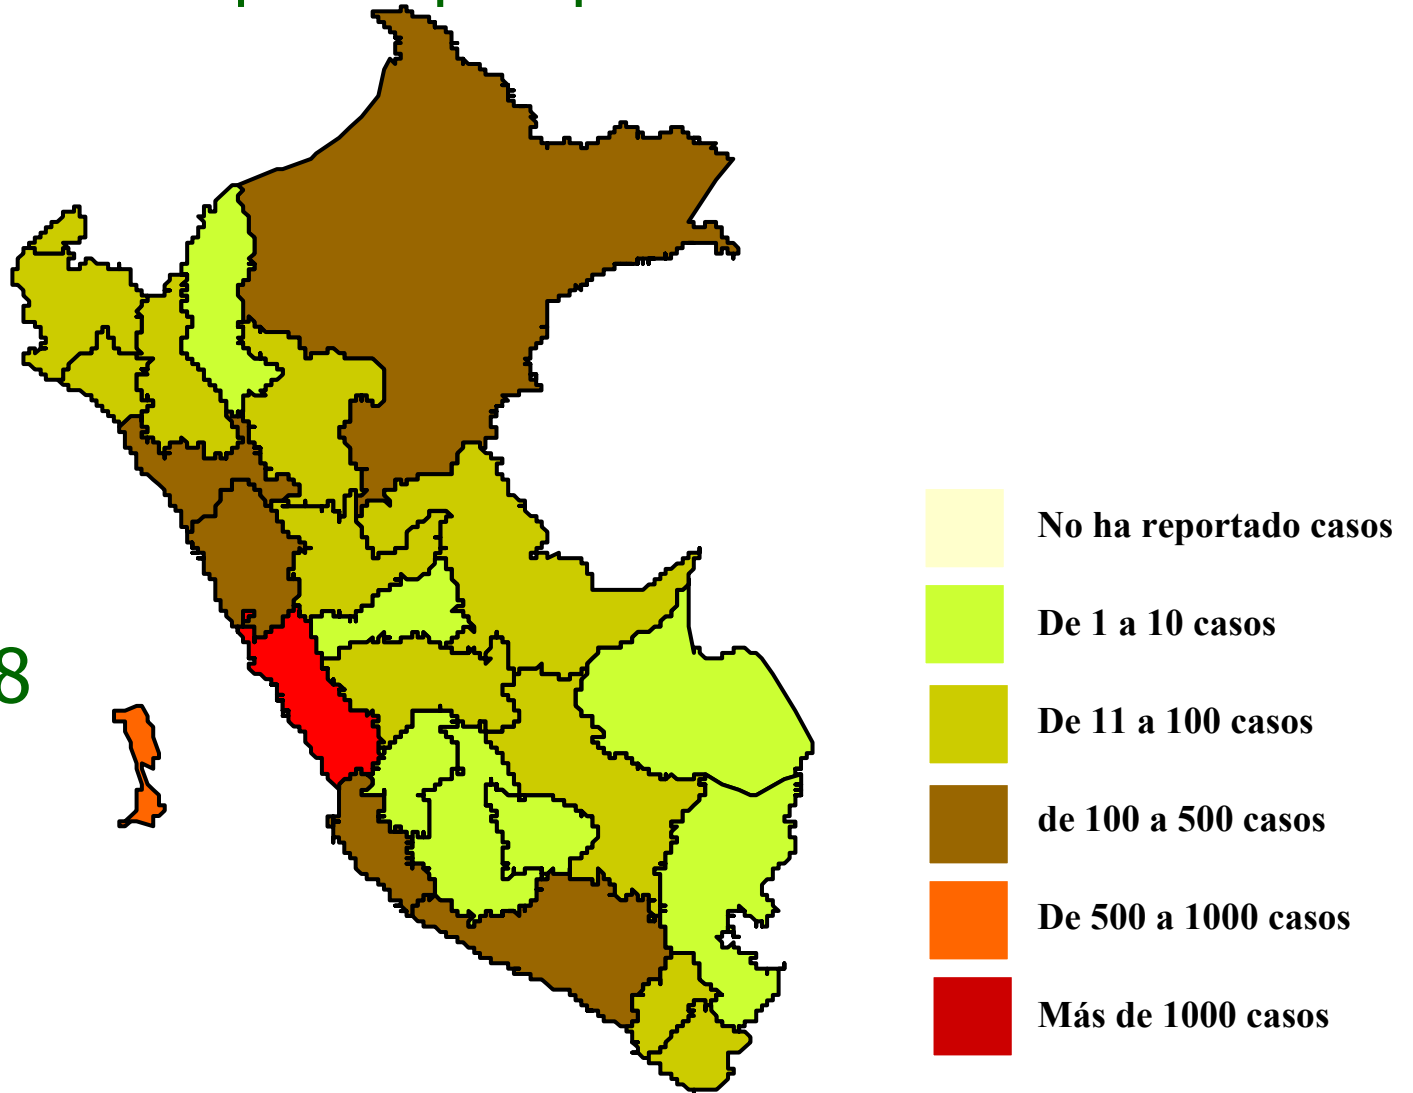 8
No ha reportado casos
De 1 a 10 casos
De 11 a 100 casos
de 100 a 500 casos
De 500 a 1000 casos
Más de 1000 casos